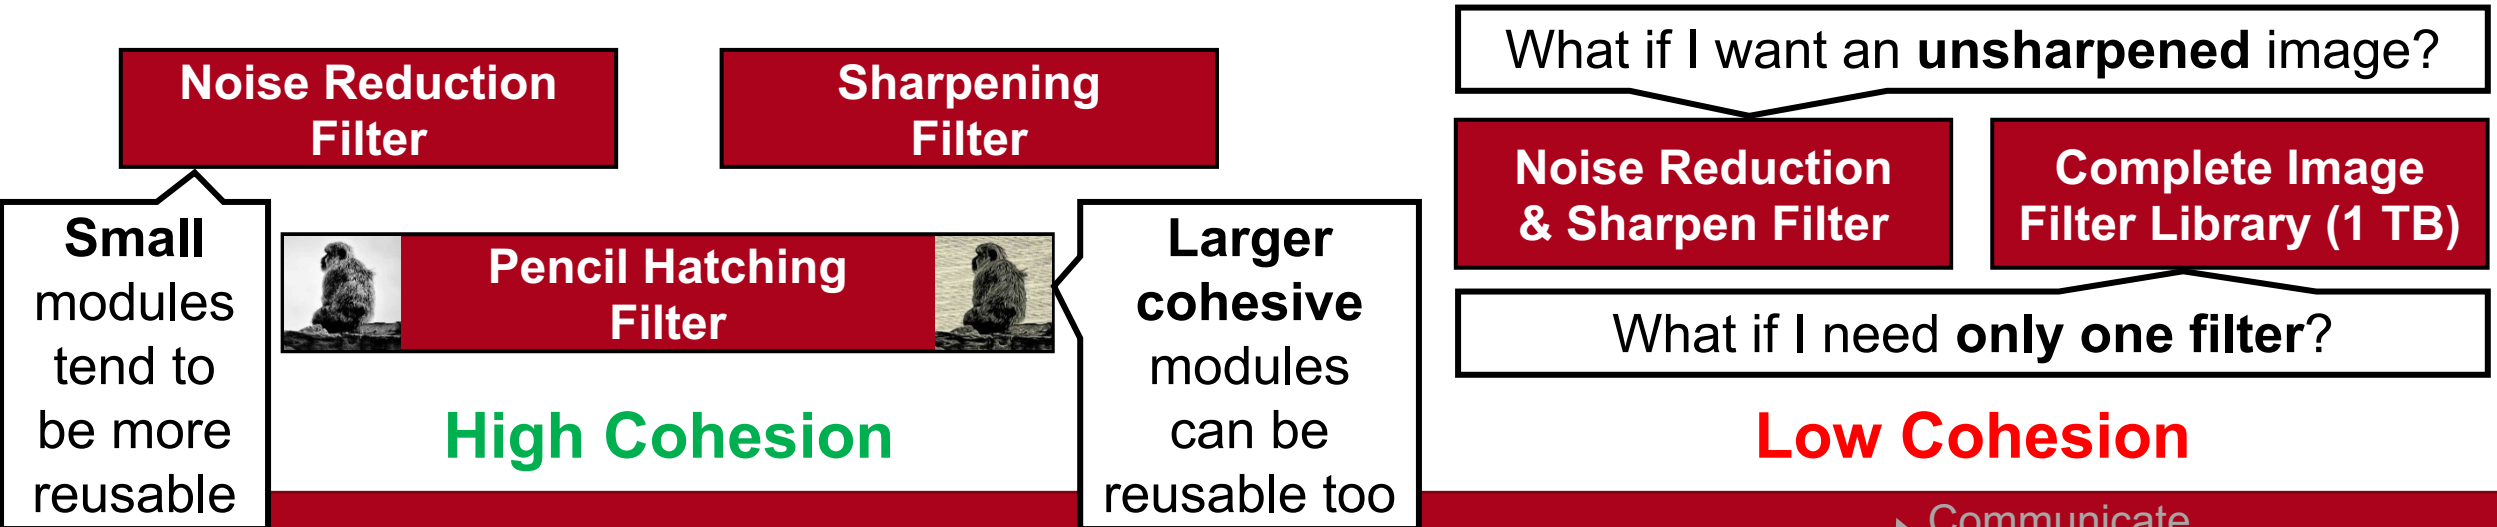 Noise Reduction
Filter
Sharpening
Filter
Small
modules
tend to
be more
reusable
Pencil Hatching
Filter
Larger
cohesive
modules
can be
reusable too
High Cohesion
What if I want an unsharpened image?
Noise Reduction
& Sharpen Filter
Complete Image
Filter Library (1 TB)
What if I need only one filter?
Low Cohesion
Communicate